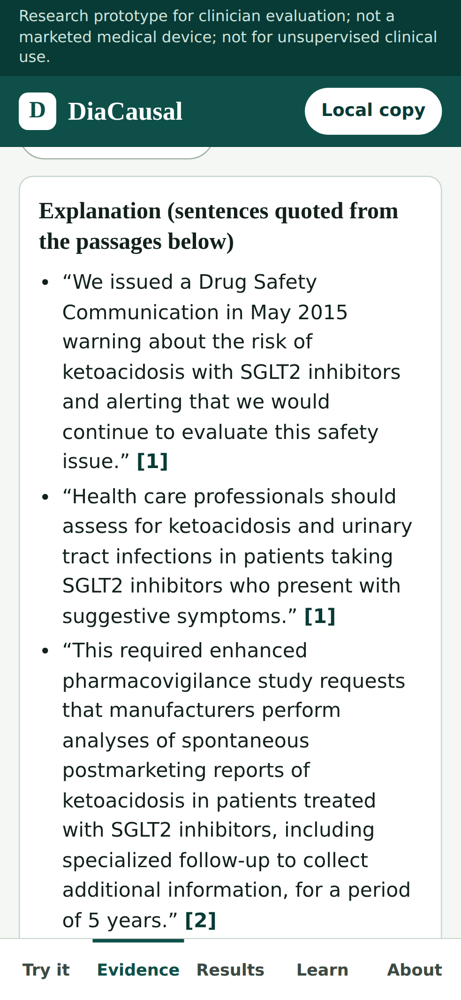 Research prototype for clinician evaluation; not a
marketed medical device; not for unsupervised clinical
use.
D DiaCausal
Local copy
Explanation (sentences quoted from
the passages below)
• “We issued a Drug Safety
Communication in May 2015
warning about the risk of
ketoacidosis with SGLT2 inhibitors
and alerting that we would
continue to evaluate this safety
issue.” [1]
• “Health care professionals should
assess for ketoacidosis and urinary
tract infections in patients taking
SGLT2 inhibitors who present with
suggestive symptoms.” [1]
• “This required enhanced
pharmacovigilance study requests
that manufacturers perform
analyses of spontaneous
postmarketing reports of
ketoacidosis in patients treated
with SGLT2 inhibitors, including
specialized follow-up to collect
additional information, for a period
of 5 years.” [2]
Try it Evidence Results Learn About